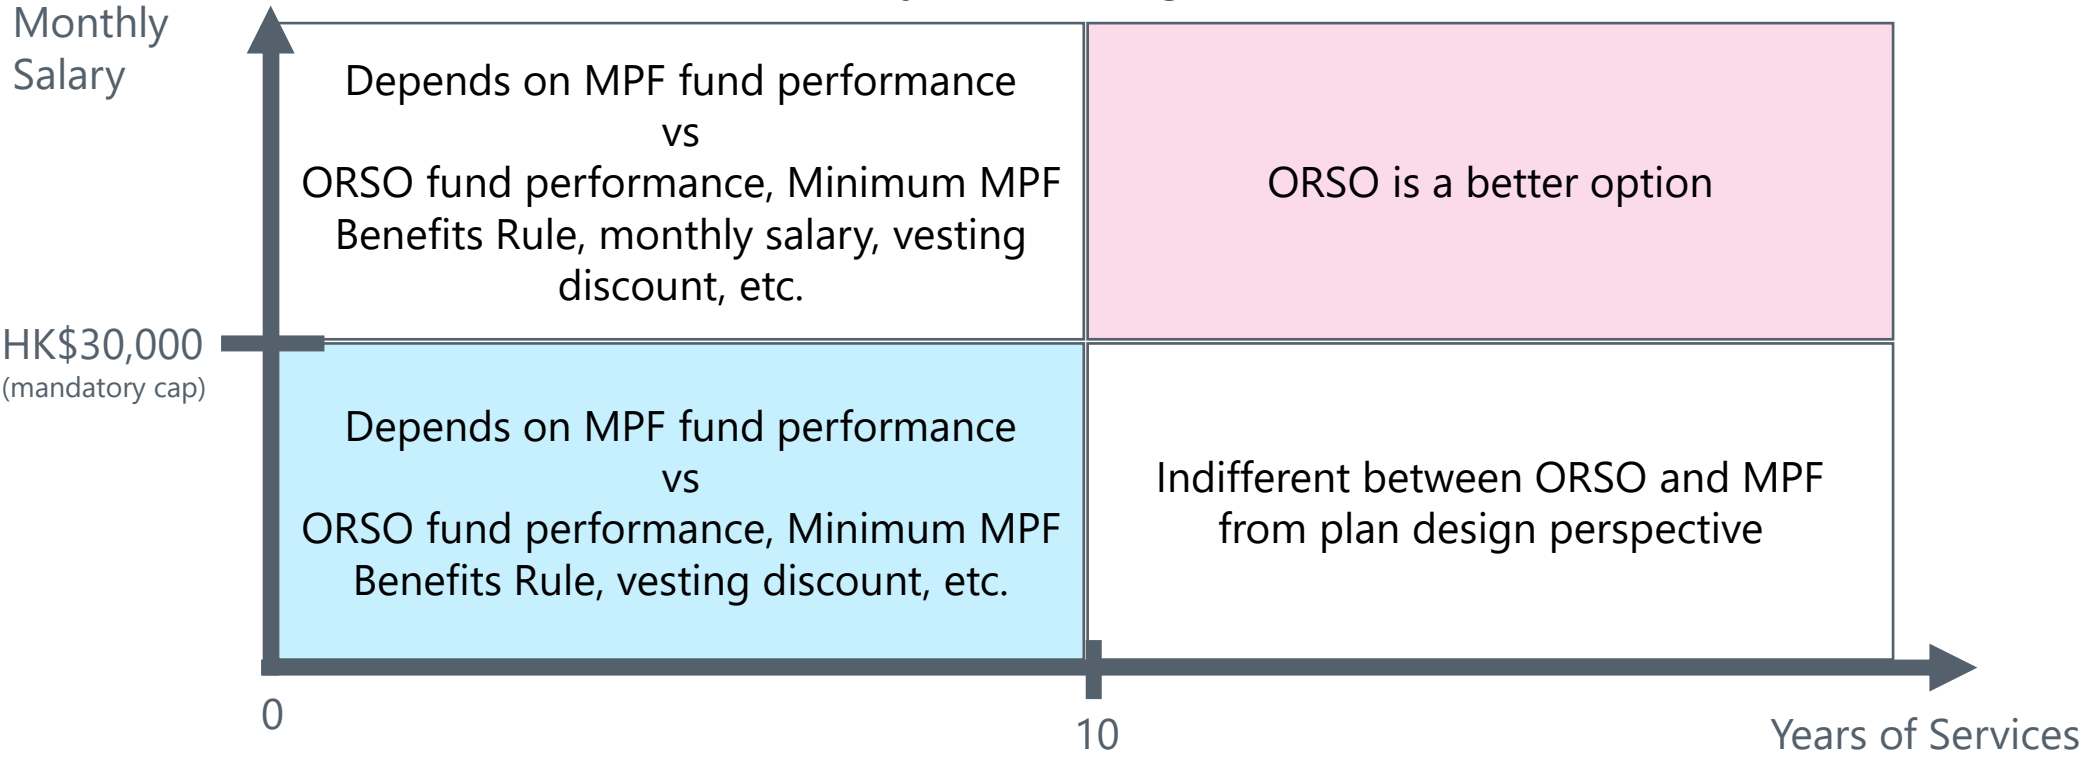 Monthly
Salary
Depends on MPF fund performance
vs
ORSO fund performance, Minimum MPF
Benefits Rule, monthly salary, vesting
discount, etc.
ORSO is a better option
HK$30,000
(mandatory cap)
Depends on MPF fund performance
vs
ORSO fund performance, Minimum MPF
Benefits Rule, vesting discount, etc.
Indifferent between ORSO and MPF
from plan design perspective
0
10
Years of Services